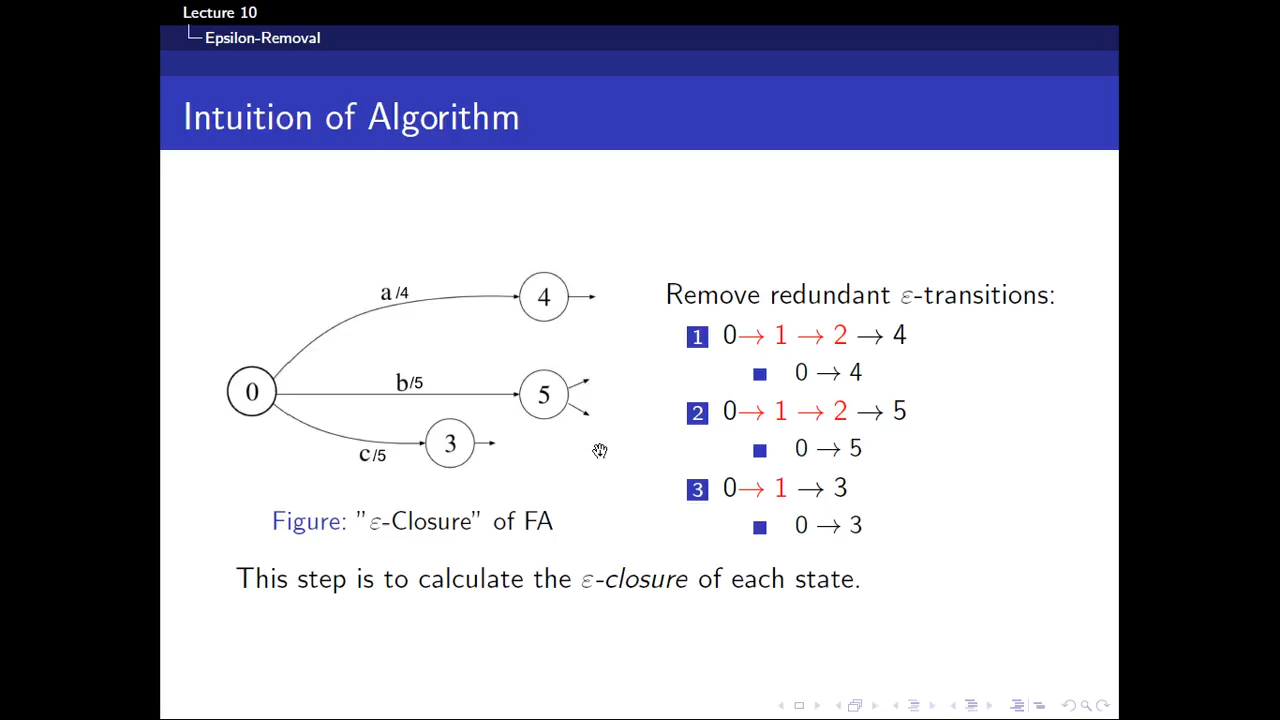 Lecture 10
Epsilon-Removal
Intuition of Algorithm
a/4
4
0
b/5
5
c/5
3
Figure: "ε-Closure" of FA
Remove redundant ε-transitions:
1 0→ 1 → 2 → 4
0 → 4
2 0→ 1 → 2 → 5
0 → 5
3 0→ 1 → 3
0 → 3
This step is to calculate the ε-closure of each state.